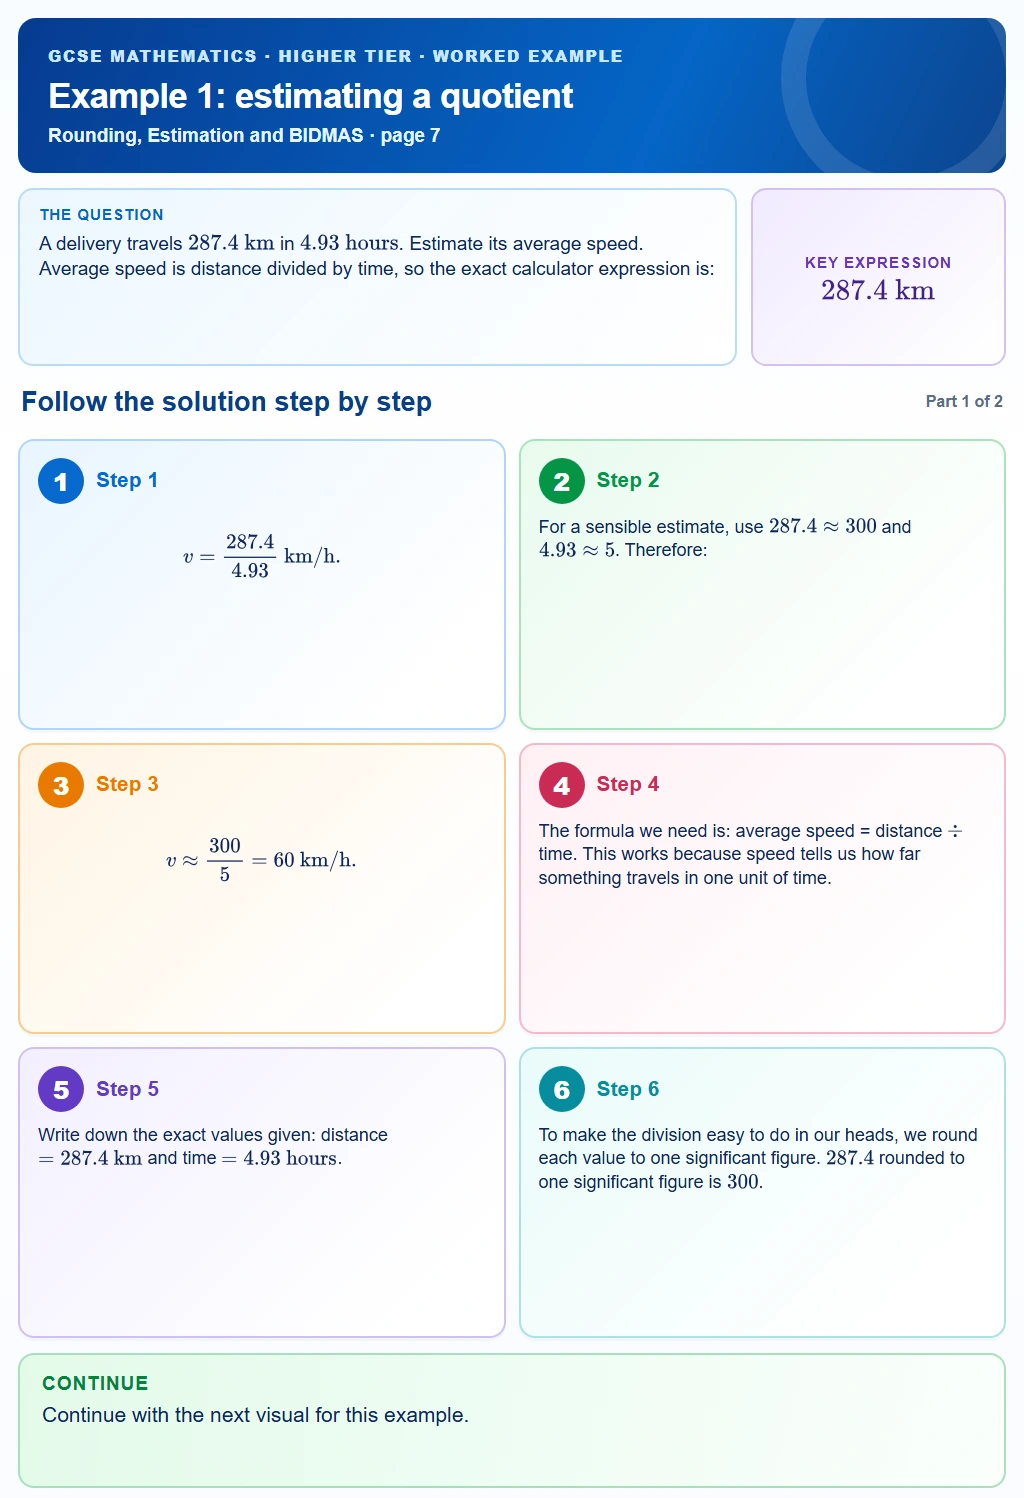 GCSE MATHEMATICS · HIGHER TIER · WORKED EXAMPLE
Example 1: estimating a quotient
Rounding, Estimation and BIDMAS · page 7
THE QUESTION
A delivery travels 287.4 km in 4.93 hours. Estimate its average speed.
Average speed is distance divided by time, so the exact calculator expression is:
KEY EXPRESSION
287.4 km
Follow the solution step by step
Part 1 of 2
1 Step 1
v = 287.4/4.93 km/h.
2 Step 2
For a sensible estimate, use 287.4 ≈ 300 and
4.93 ≈ 5. Therefore:
3 Step 3
v ≈ 300/5 = 60 km/h.
4 Step 4
The formula we need is: average speed = distance ÷
time. This works because speed tells us how far
something travels in one unit of time.
5 Step 5
Write down the exact values given: distance
= 287.4 km and time = 4.93 hours.
6 Step 6
To make the division easy to do in our heads, we round
each value to one significant figure. 287.4 rounded to
one significant figure is 300.
CONTINUE
Continue with the next visual for this example.